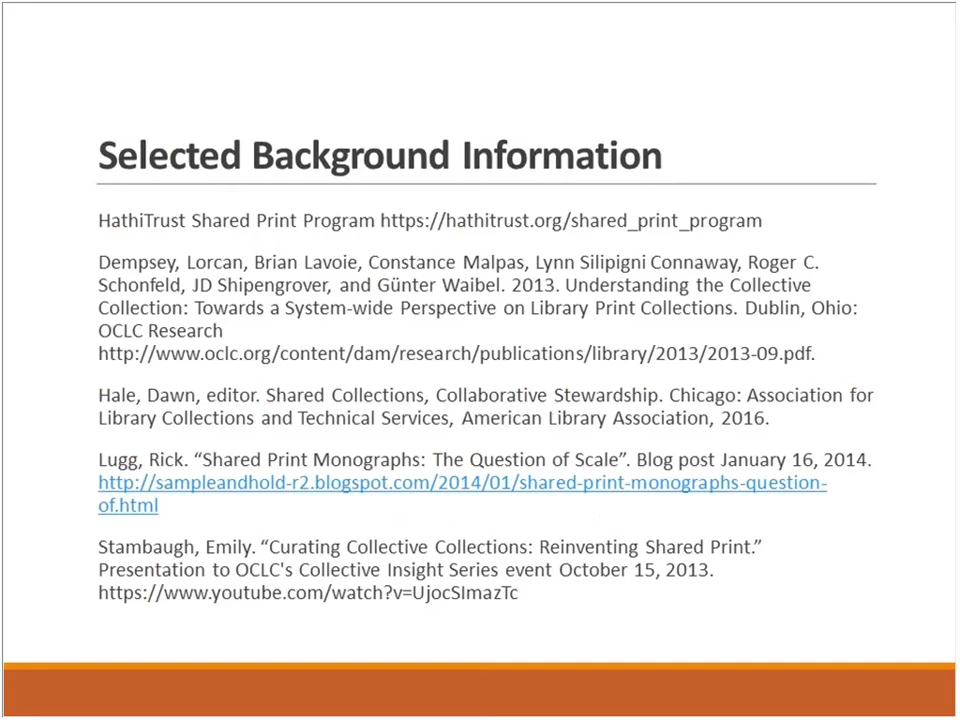 Selected Background Information
HathiTrust Shared Print Program https://hathitrust.org/shared_print_program
Dempsey, Lorcan, Brian Lavoie, Constance Malpas, Lynn Silipigni Connaway, Roger C.
Schonfeld, JD Shipengrover, and Günter Waibel. 2013. Understanding the Collective
Collection: Towards a System-wide Perspective on Library Print Collections. Dublin, Ohio:
OCLC Research
http://www.oclc.org/content/dam/research/publications/library/2013/2013-09.pdf.
Hale, Dawn, editor. Shared Collections, Collaborative Stewardship. Chicago: Association for
Library Collections and Technical Services, American Library Association, 2016.
Lugg, Rick. “Shared Print Monographs: The Question of Scale”. Blog post January 16, 2014.
http://sampleandhold-r2.blogspot.com/2014/01/shared-print-monographs-question-
of.html
Stambaugh, Emily. “Curating Collective Collections: Reinventing Shared Print.”
Presentation to OCLC's Collective Insight Series event October 15, 2013.
https://www.youtube.com/watch?v=UjocSImazTc